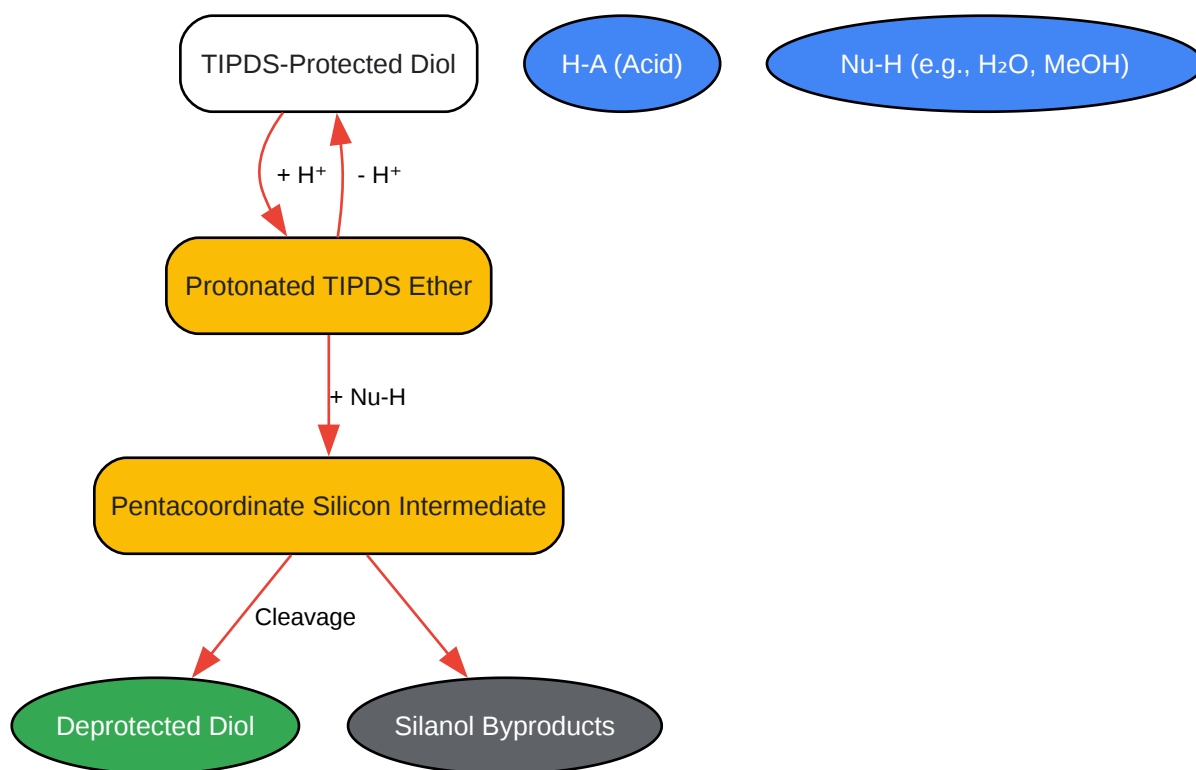 TIPDS-Protected Diol
H-A (Acid)
Nu-H (e.g., H₂O, MeOH)
+ H⁺
- H⁺
Protonated TIPDS Ether
+ Nu-H
Pentacoordinate Silicon Intermediate
Cleavage
Deprotected Diol
Silanol Byproducts